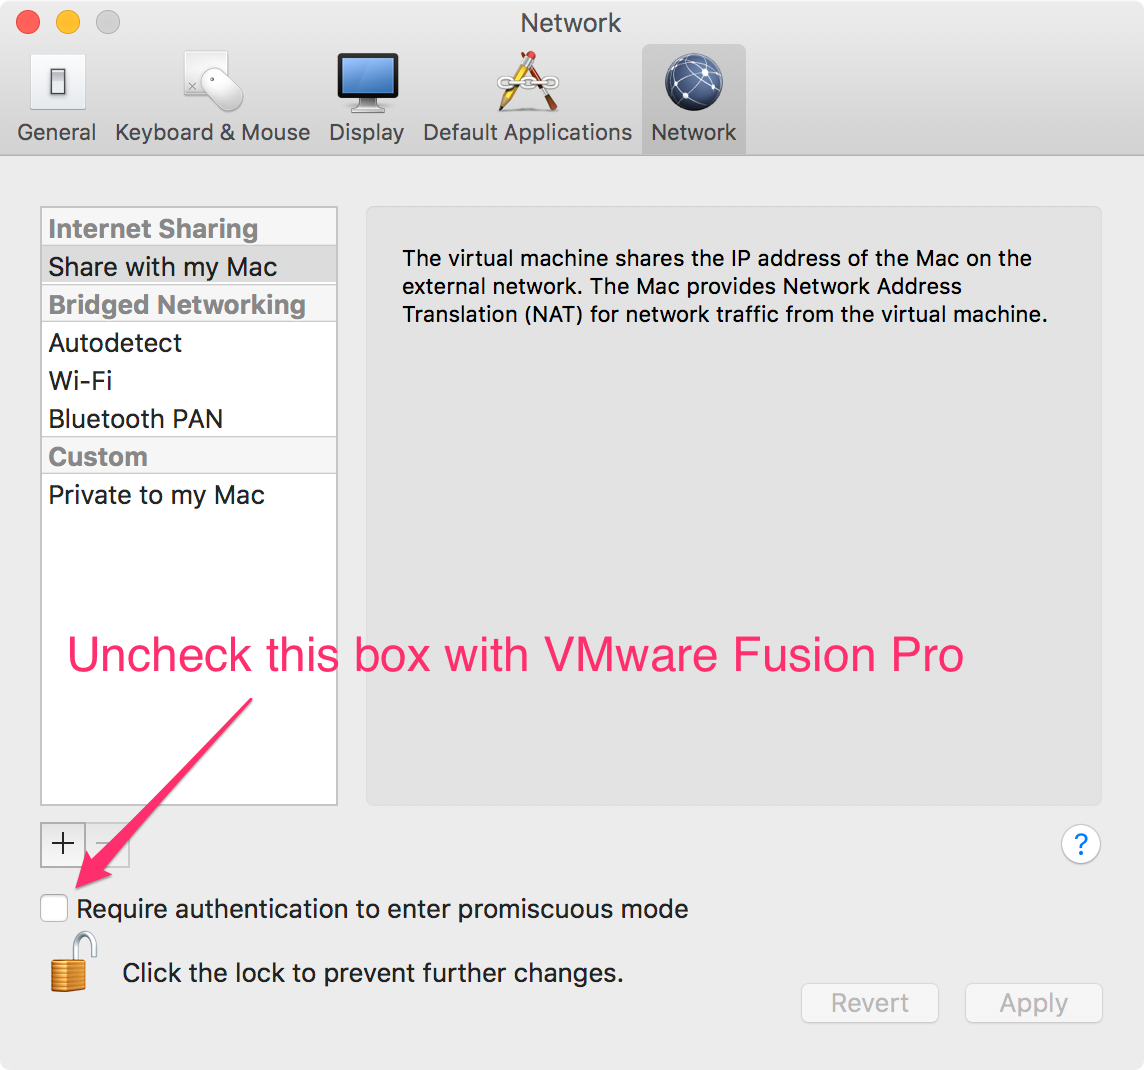 Network
General
Keyboard & Mouse
Display
Default Applications
Network
Internet Sharing
Share with my Mac
Bridged Networking
Autodetect
Wi-Fi
Bluetooth PAN
Custom
Private to my Mac
The virtual machine shares the IP address of the Mac on the
external network. The Mac provides Network Address
Translation (NAT) for network traffic from the virtual machine.
Uncheck this box with VMware Fusion Pro
+ −
?
Require authentication to enter promiscuous mode
Click the lock to prevent further changes.
Revert
Apply